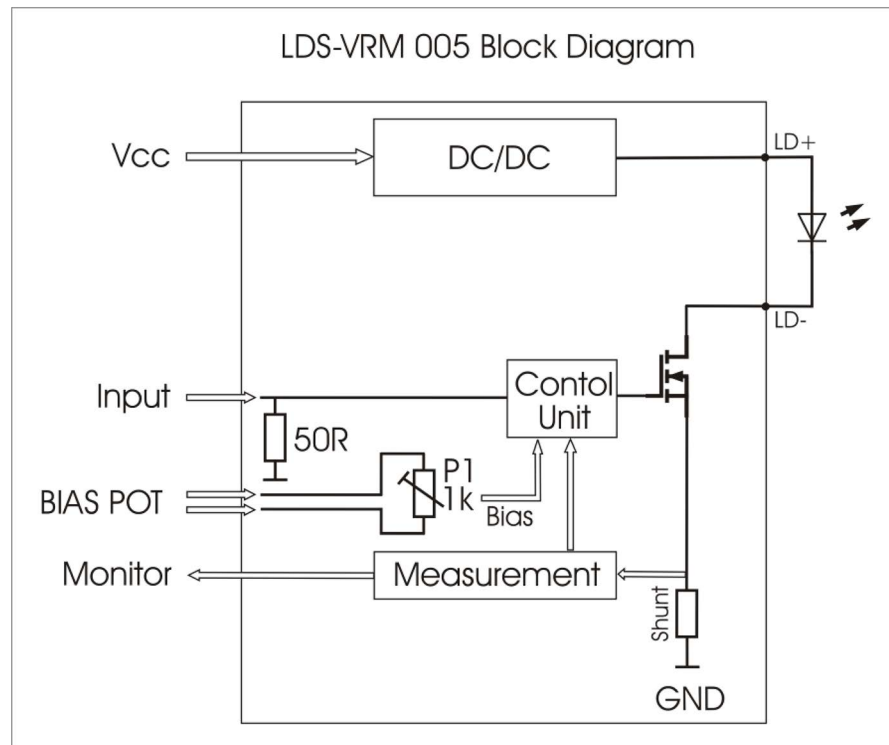 LDS-VRM 005 Block Diagram
Vcc
DC/DC
LD+
LD-
Input
Contol
Unit
50R
BIAS POT
P1
1k
Bias
Monitor
Measurement
Shunt
GND